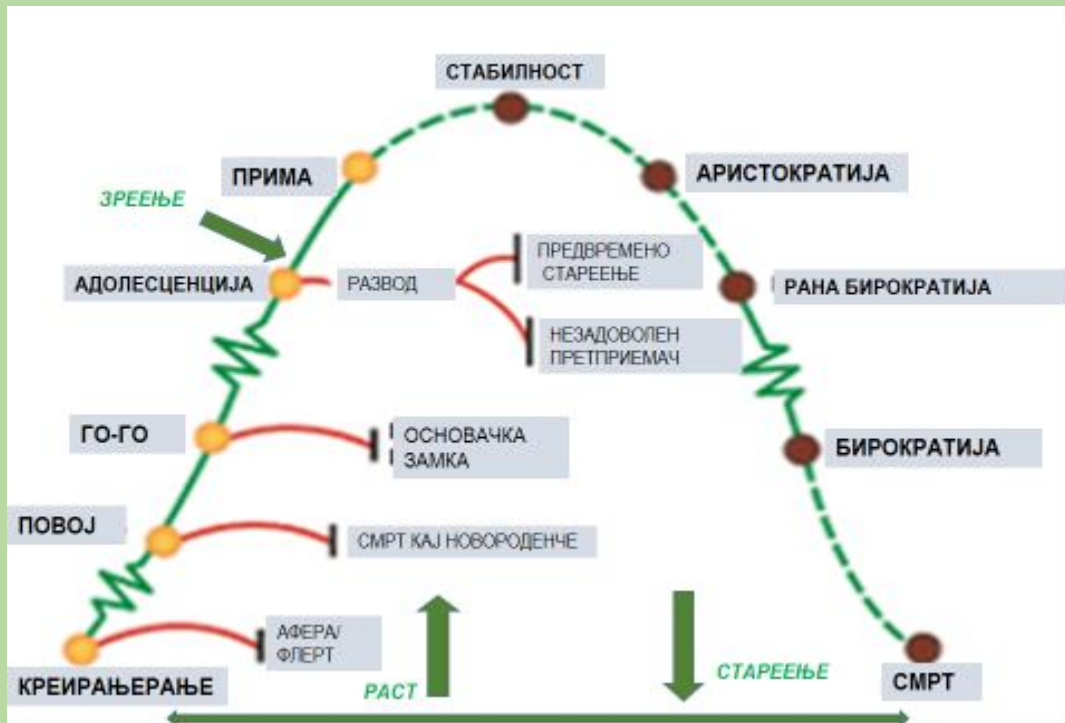 СТАБИЛНОСТ
ПРИМА
АРИСТОКРАТИЈА
ЗРЕЕЊЕ
АДОЛЕСЦЕНЦИЈА
РАЗВОД
ПРЕДВРЕМЕНО
СТАРЕЕЊЕ
РАНА БИРОКРАТИЈА
НЕЗАДОВОЛЕН
ПРЕТПРИЕМАЧ
ГО-ГО
ОСНОВАЧКА
ЗАМКА
БИРОКРАТИЈА
ПОВОЈ
СМРТ КАЈ НОВОРОДЕНЧЕ
АФЕРА/
ФЛЕРТ
КРЕИРАЊЕРАЊЕ
РАСТ
СТАРЕЕЊЕ
СМРТ